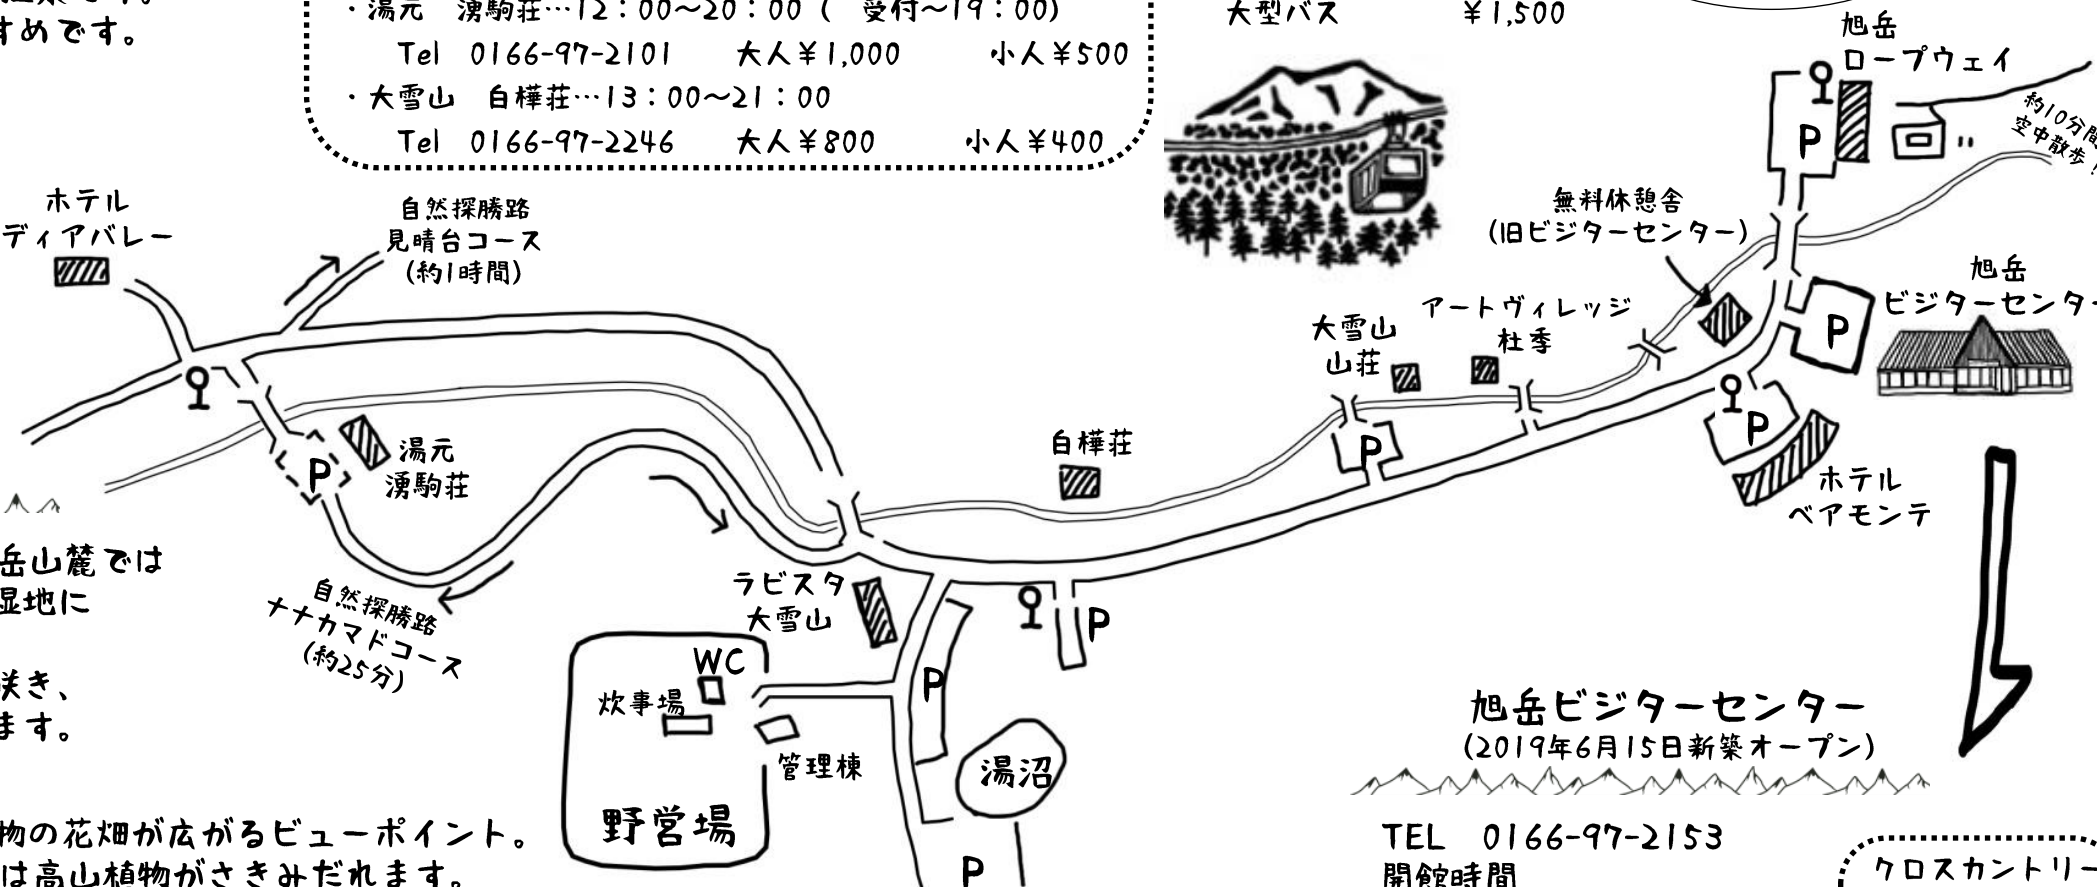 すめです。
・湯元　湧駒荘…12：00～20：00（　受付～19：00）
Tel　0166-97-2101　　大人￥1,000　　小人￥500
・大雪山　白樺荘…13：00～21：00
Tel　0166-97-2246　　大人￥800　　小人￥400
大型バス　　￥1,500
旭岳
ロープウェイ
P
約10分間
空中散歩！
ホテル
ディアバレー
自然探勝路
見晴台コース
(約1時間)
無料休憩舎
(旧ビジターセンター)
旭岳
ビジターセンター
P
アートヴィレッジ
杜季
大雪山
山荘
P
P
ホテル
ベアモンテ
白樺荘
湯元
湧駒荘
P
岳山麓では
湿地に
咲き、
ます。
自然探勝路
ナナカマドコース
(約25分)
ラビスタ
大雪山
P
WC
炊事場
管理棟
野営場
P
湯沼
P
物の花畑が広がるビューポイント。
は高山植物がさきみだれます。
旭岳ビジターセンター
(2019年6月15日新築オープン)
TEL　0166-97-2153
開館時間
クロスカントリー